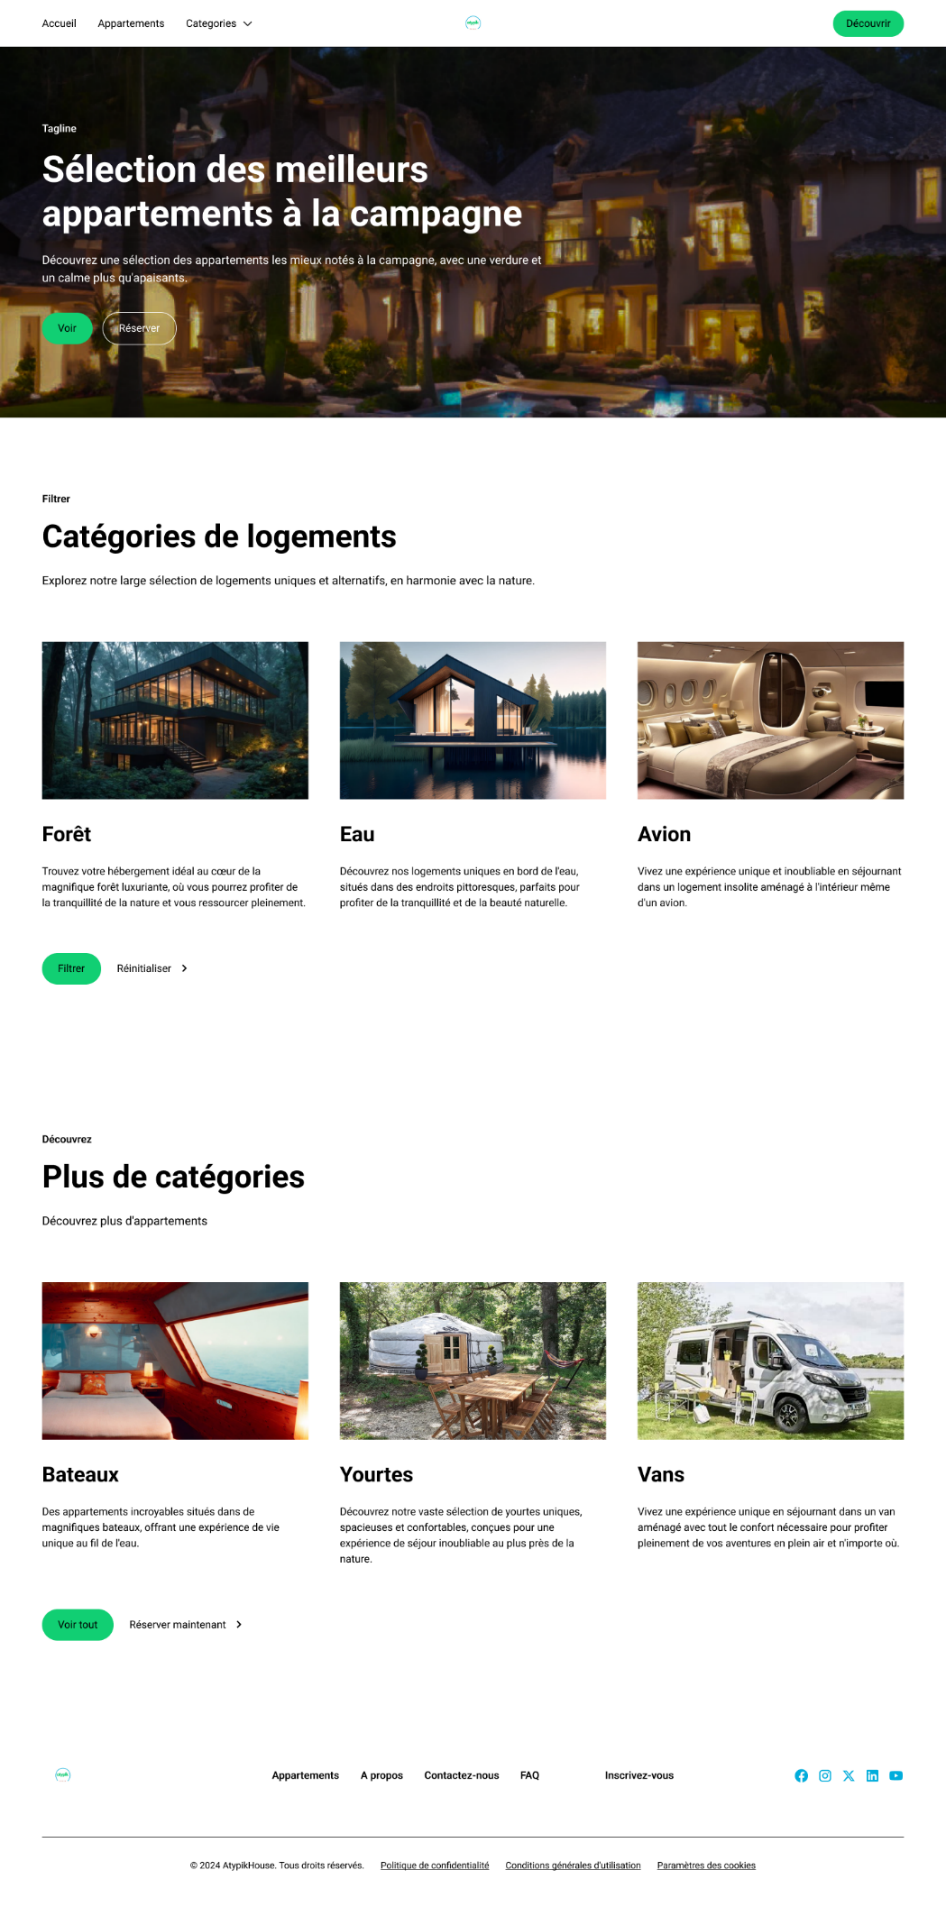 Accueil
Appartements
Categories
Découvrir
Tagline
Sélection des meilleurs
appartements à la campagne
Découvrez une sélection des appartements les mieux notés à la campagne, avec une verdure et
un calme plus qu'apaisants.
Voir
Réserver
Filtrer
Catégories de logements
Explorez notre large sélection de logements uniques et alternatifs, en harmonie avec la nature.
Forêt
Trouvez votre hébergement idéal au cœur de la
magnifique forêt luxuriante, où vous pourrez profiter de
la tranquillité de la nature et vous ressourcer pleinement.
Eau
Découvrez nos logements uniques en bord de l'eau,
situés dans des endroits pittoresques, parfaits pour
profiter de la tranquillité et de la beauté naturelle.
Avion
Vivez une expérience unique et inoubliable en séjournant
dans un logement insolite aménagé à l'intérieur même
d'un avion.
Filtrer
Réinitialiser
Découvrez
Plus de catégories
Découvrez plus d'appartements
Bateaux
Des appartements incroyables situés dans de
magnifiques bateaux, offrant une expérience de vie
unique au fil de l'eau.
Yourtes
Découvrez notre vaste sélection de yourtes uniques,
spacieuses et confortables, conçues pour une
expérience de séjour inoubliable au plus près de la
nature.
Vans
Vivez une expérience unique en séjournant dans un van
aménagé avec tout le confort nécessaire pour profiter
pleinement de vos aventures en plein air et n'importe où.
Voir tout
Réserver maintenant
Appartements
A propos
Contactez-nous
FAQ
Inscrivez-vous
© 2024 AtypikHouse. Tous droits réservés.
Politique de confidentialité
Conditions générales d'utilisation
Paramètres des cookies